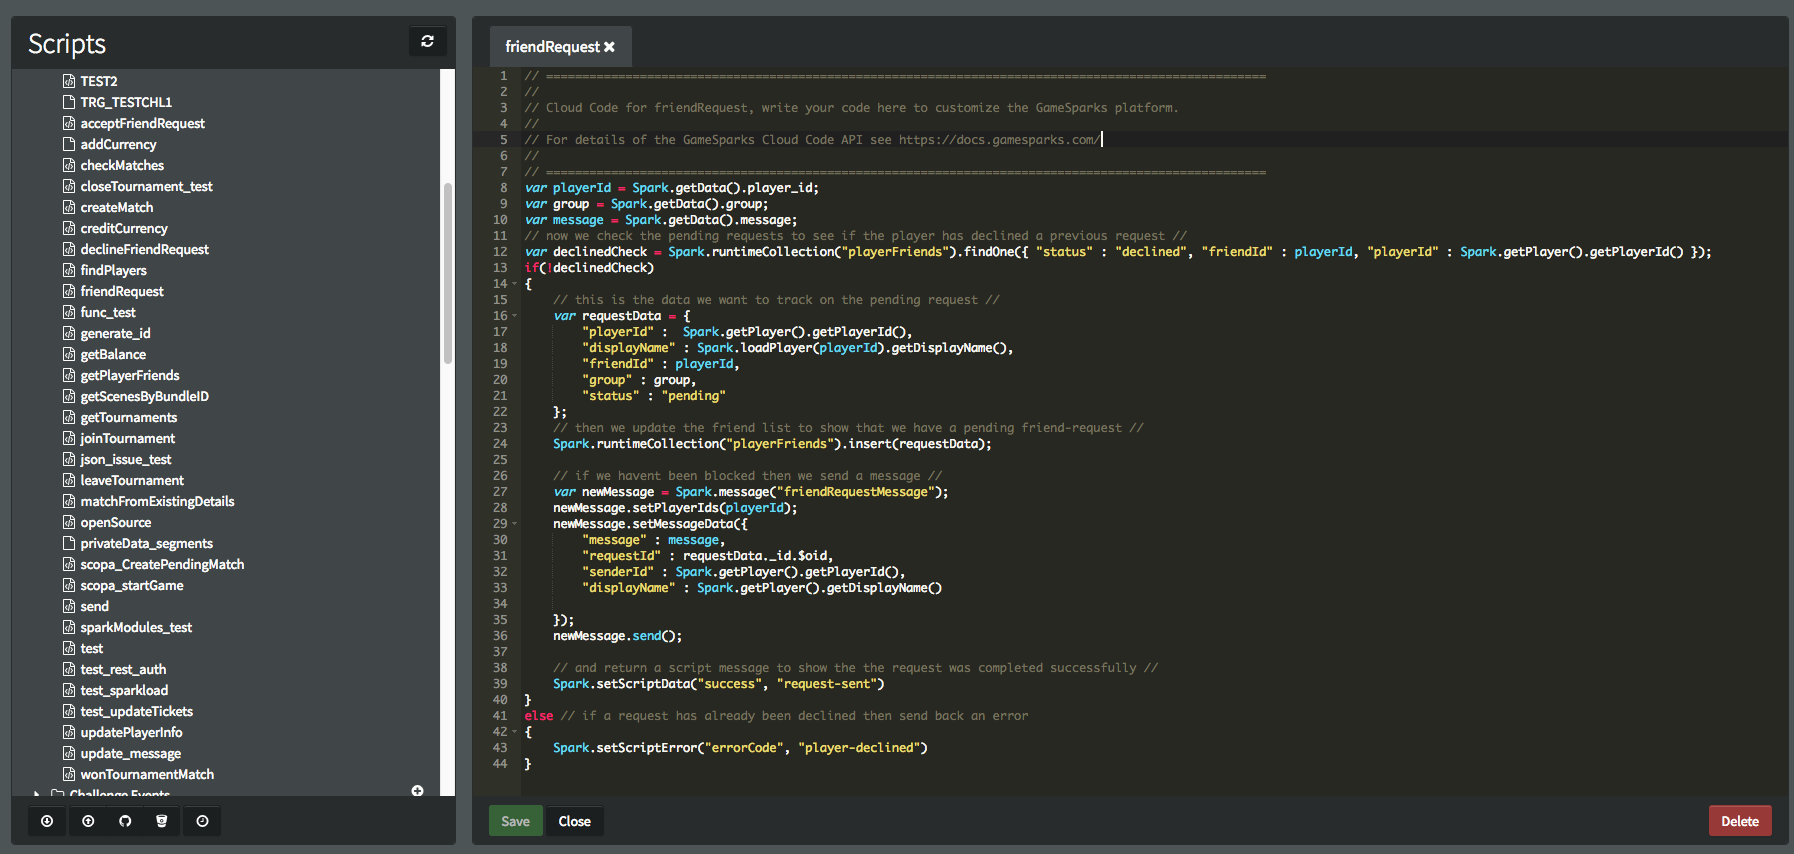 Scripts
TEST2
TRG_TESTCHL1
acceptFriendRequest
addCurrency
checkMatches
closeTournament_test
createMatch
creditCurrency
declineFriendRequest
findPlayers
friendRequest
func_test
generate_id
getBalance
getPlayerFriends
getScenesByBundleID
getTournaments
joinTournament
json_issue_test
leaveTournament
matchFromExistingDetails
openSource
privateData_segments
scopa_CreatePendingMatch
scopa_startGame
send
sparkModules_test
test
test_rest_auth
test_sparkload
test_updateTickets
updatePlayerInfo
update_message
wonTournamentMatch
Challenge Events
friendRequest ✖
1 // ====================================================================================================
2 //
3 // Cloud Code for friendRequest, write your code here to customize the GameSparks platform.
4 //
5 // For details of the GameSparks Cloud Code API see https://docs.gamesparks.com/
6 //
7 // ====================================================================================================
8 var playerId = Spark.getData().player_id;
9 var group = Spark.getData().group;
10 var message = Spark.getData().message;
11 // now we check the pending requests to see if the player has declined a previous request //
12 var declinedCheck = Spark.runtimeCollection("playerFriends").findOne({ "status" : "declined", "friendId" : playerId, "playerId" : Spark.getPlayer().getPlayerId() });
13 if(!declinedCheck)
14 {
15 // this is the data we want to track on the pending request //
16 var requestData = {
17 "playerId" : Spark.getPlayer().getPlayerId(),
18 "displayName" : Spark.loadPlayer(playerId).getDisplayName(),
19 "friendId" : playerId,
20 "group" : group,
21 "status" : "pending"
22 };
23 // then we update the friend list to show that we have a pending friend-request //
24 Spark.runtimeCollection("playerFriends").insert(requestData);
25
26 // if we havent been blocked then we send a message //
27 var newMessage = Spark.message("friendRequestMessage");
28 newMessage.setPlayerIds(playerId);
29 newMessage.setMessageData({
30 "message" : message,
31 "requestId" : requestData._id.$oid,
32 "senderId" : Spark.getPlayer().getPlayerId(),
33 "displayName" : Spark.getPlayer().getDisplayName()
34
35 });
36 newMessage.send();
37
38 // and return a script message to show the the request was completed successfully //
39 Spark.setScriptData("success", "request-sent")
40 }
41 else // if a request has already been declined then send back an error
42 {
43 Spark.setScriptError("errorCode", "player-declined")
44 }
Save
Close
Delete